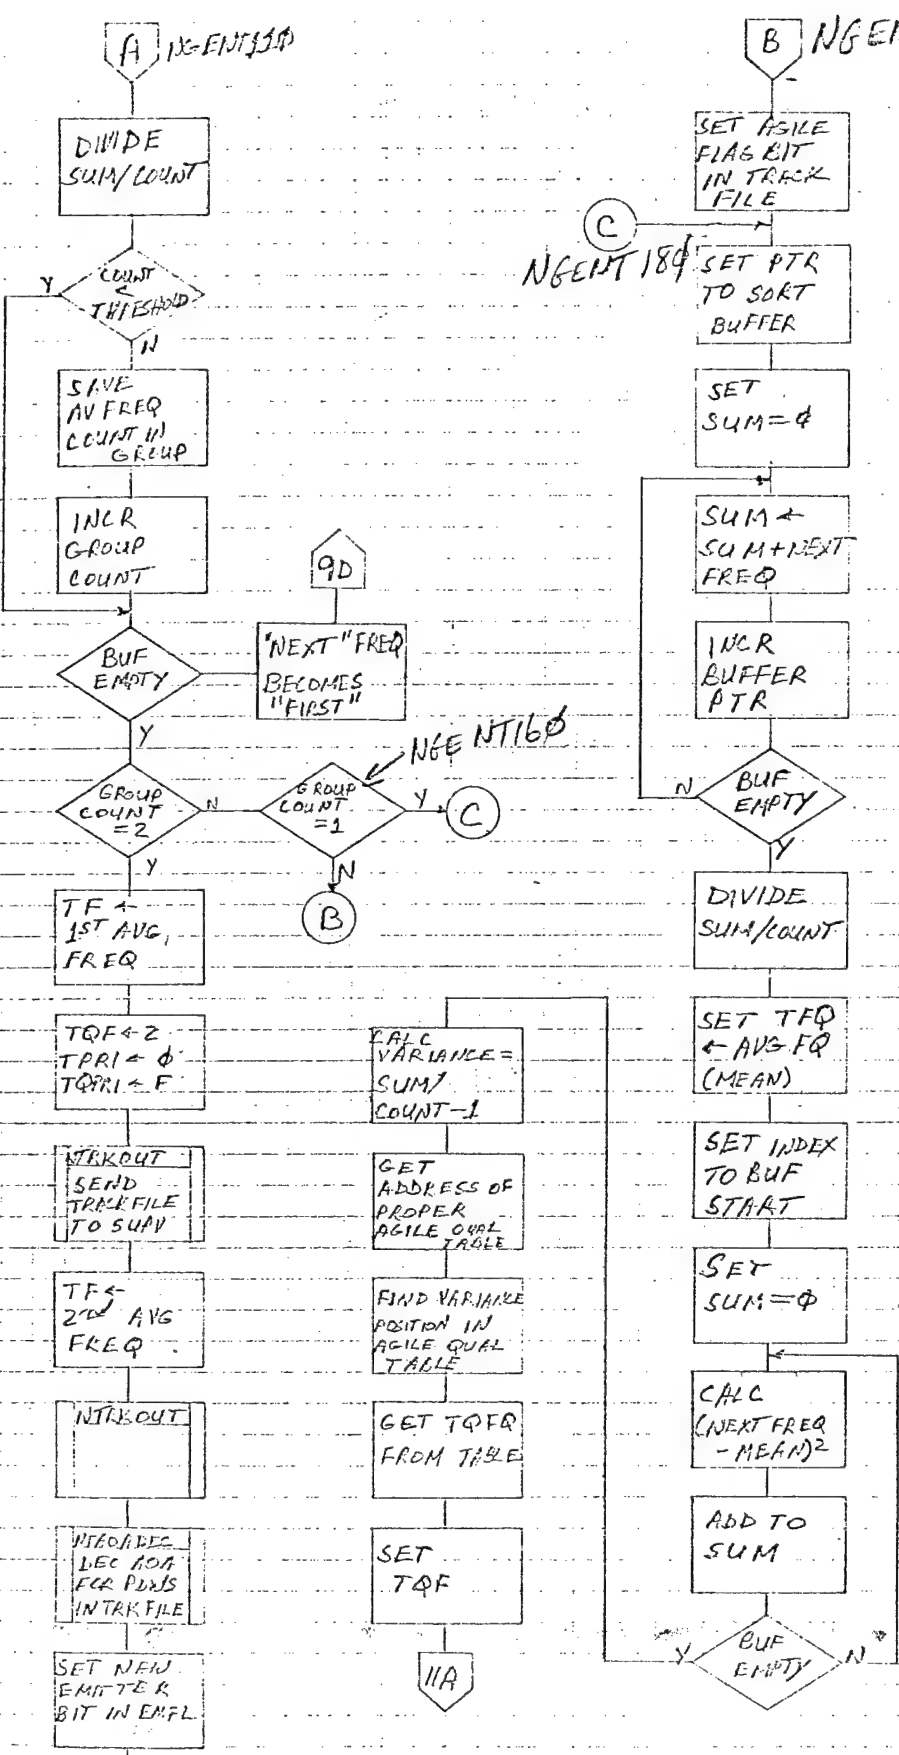 A
NGENT110
DIVIDE
SUM/COUNT
COUNT
<
THRESHOLD
Y
N
SAVE
AV FREQ
COUNT IN
GROUP
INCR
GROUP
COUNT
BUF
EMPTY
Y
9D
"NEXT" FREQ
BECOMES
"FIRST"
GROUP
COUNT
=2
N
Y
NGENT16φ
GROUP
COUNT
=1
Y
C
N
B
TF ←
1ST AVG,
FREQ
TQF ← 2
TPRI ← φ
TQPRI ← F
NTRKOUT
SEND
TRACKFILE
TO SUPV
TF ←
2ND AVG
FREQ
NTRKOUT
DEC AOA
FOR PDWS
IN TRK FILE
SET NEW
EMITTER
BIT IN EMFL
CALC
VARIANCE =
SUM/
COUNT-1
GET
ADDRESS OF
PROPER
AGILE QUAL
TABLE
FIND VARIANCE
POSITION IN
AGILE QUAL
TABLE
GET TQFQ
FROM TABLE
SET
TQF
11A
B
SET AGILE
FLAG BIT
IN TRACK
FILE
C
NGENT 18φ
SET PTR
TO SORT
BUFFER
SET
SUM=φ
SUM ←
SUM+NEXT
FREQ
INCR
BUFFER
PTR
BUF
EMPTY
N
Y
DIVIDE
SUM/COUNT
SET TFQ
← AVG FQ
(MEAN)
SET INDEX
TO BUF
START
SET
SUM=φ
CALC
(NEXT FREQ
- MEAN)2
ADD TO
SUM
BUF
EMPTY
Y
N